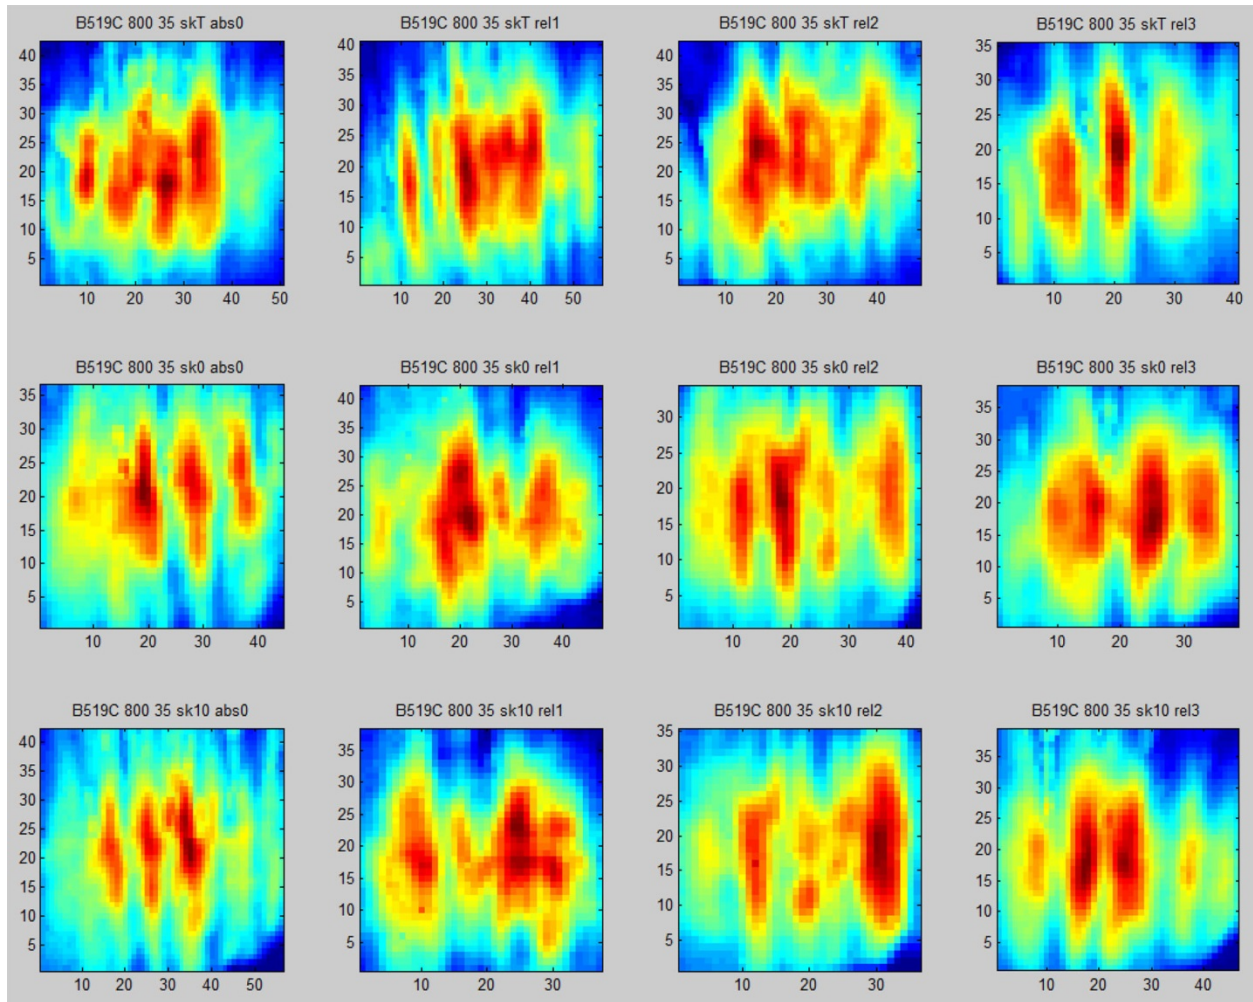 B519C 800 35 skT abs0 B519C 800 35 skT rel1 B519C 800 35 skT rel2 B519C 800 35 skT rel3
40 40 40 35
35 35 35 30
30 30 30 25
25 25 25 20
20 20 20 15
15 15 15 10
10 10 10 5
5 5 5
10 20 30 40 50 10 20 30 40 50 10 20 30 40 10 20 30 40
B519C 800 35 sk0 abs0 B519C 800 35 sk0 rel1 B519C 800 35 sk0 rel2 B519C 800 35 sk0 rel3
35 40 30 35
30 35 25 30
25 30 20 25
20 25 15 20
15 20 10 15
10 15 5 10
5 10 5
5
10 20 30 40 10 20 30 40 10 20 30 40 10 20 30
B519C 800 35 sk10 abs0 B519C 800 35 sk10 rel1 B519C 800 35 sk10 rel2 B519C 800 35 sk10 rel3
40 35 35 35
35 30 30 30
30 25 25 25
25 20 20 20
20 15 15 15
15 10 10 10
10 5 5 5
5
10 20 30 40 50 10 20 30 10 20 30 10 20 30 40